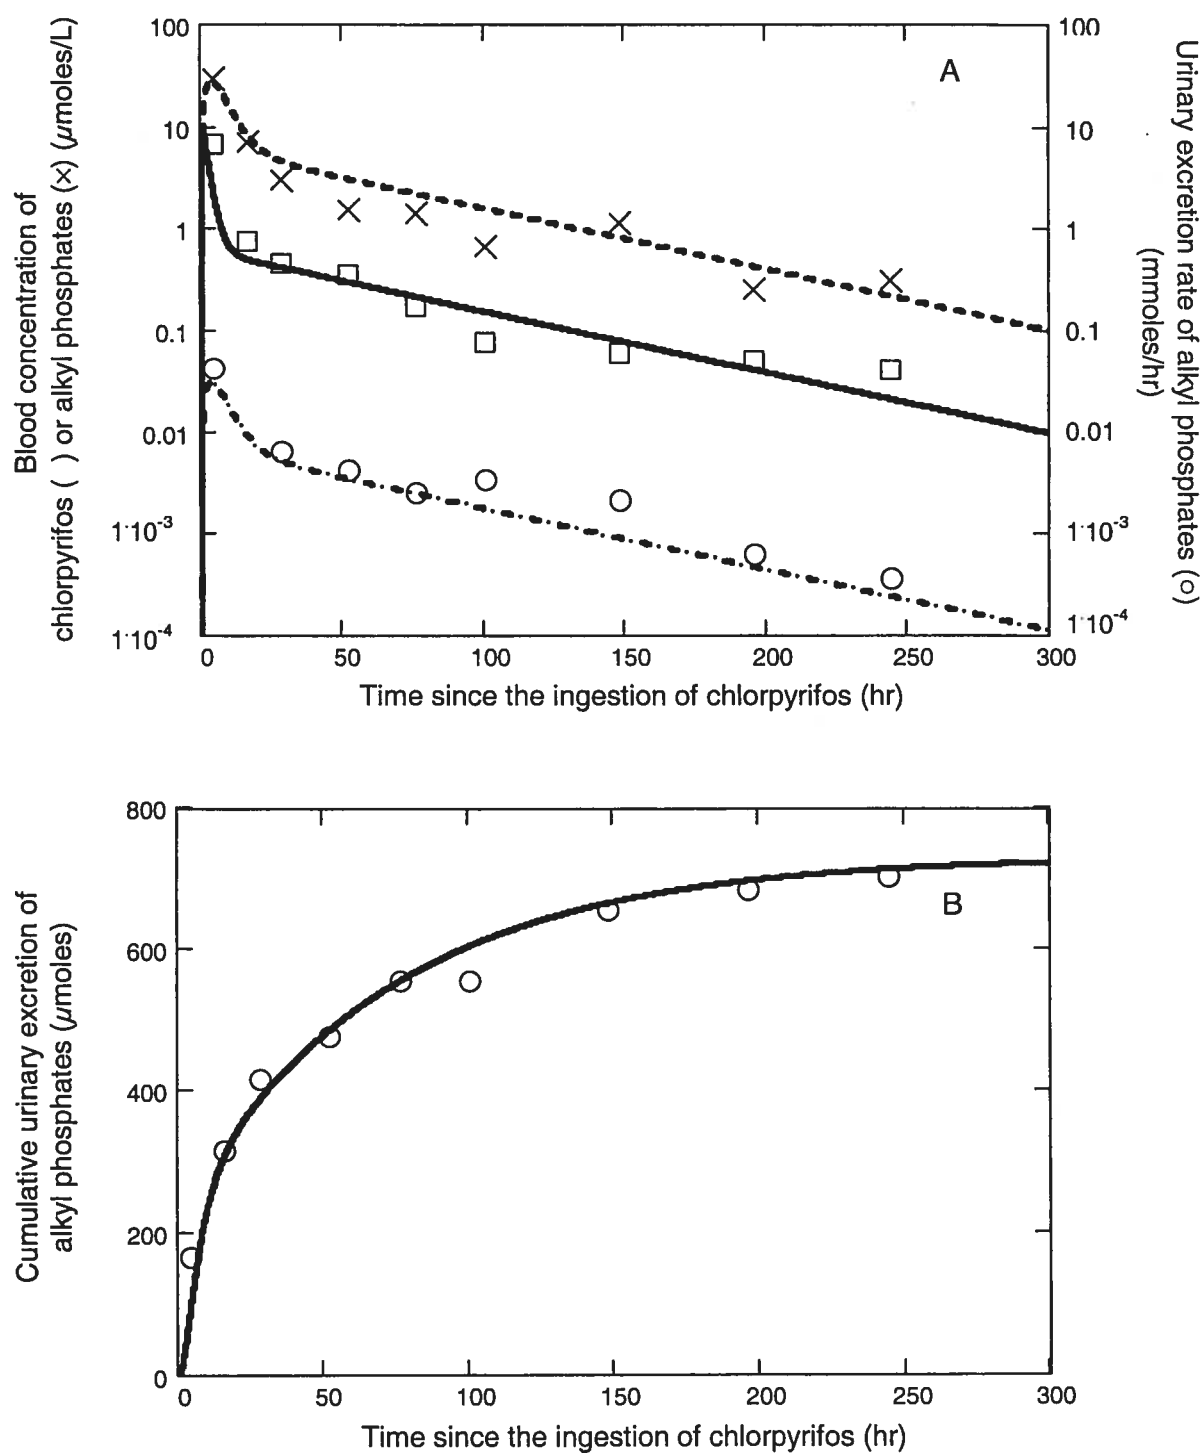 A
100
10
1
0.1
0.01
1·10⁻³
1·10⁻⁴
100
10
1
0.1
0.01
1·10⁻³
1·10⁻⁴
Blood concentration of
chlorpyrifos ( ) or alkyl phosphates (×) (μmoles/L)
Urinary excretion rate of alkyl phosphates (○)
(mmoles/hr)
0 50 100 150 200 250 300
Time since the ingestion of chlorpyrifos (hr)
B
800
600
400
200
0
Cumulative urinary excretion of
alkyl phosphates (μmoles)
0 50 100 150 200 250 300
Time since the ingestion of chlorpyrifos (hr)